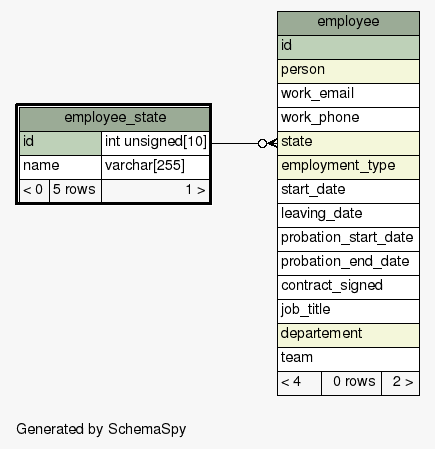 employee_state
id int unsigned[10]
name varchar[255]
< 0 5 rows 1 >
employee
id
person
work_email
work_phone
state
employment_type
start_date
leaving_date
probation_start_date
probation_end_date
contract_signed
job_title
departement
team
< 4 0 rows 2 >
Generated by SchemaSpy